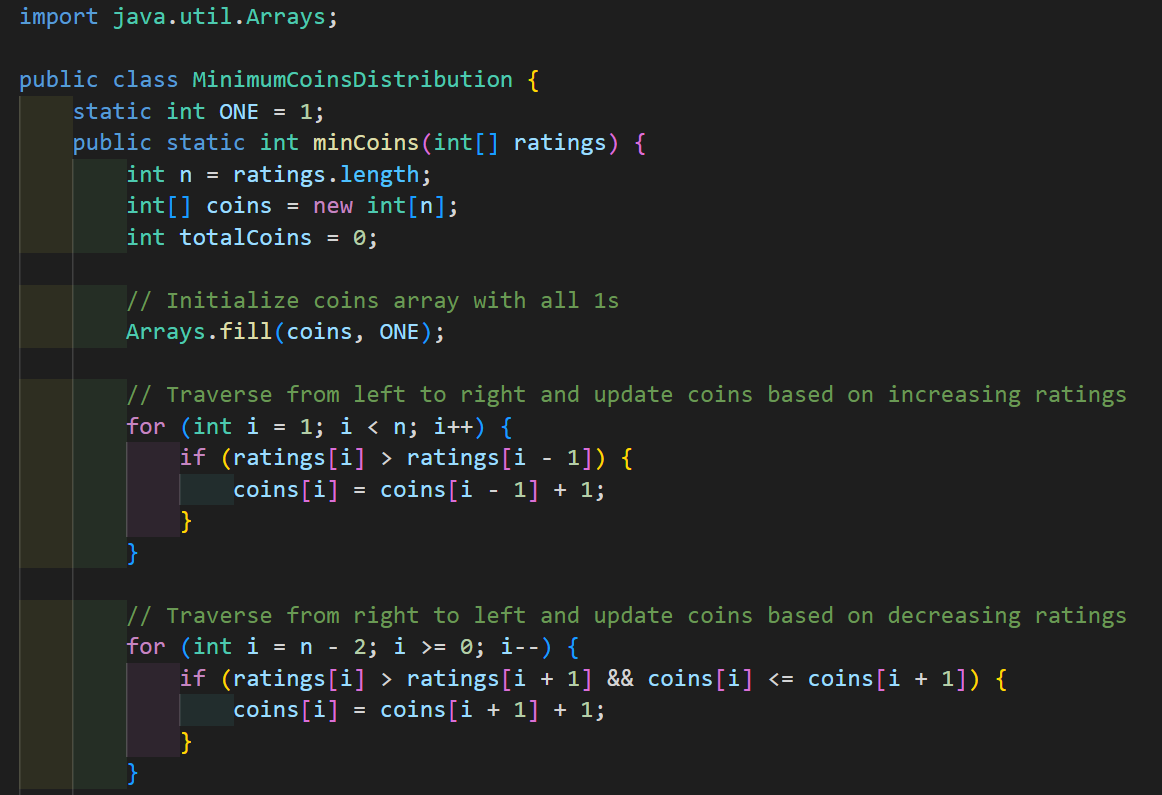 import java.util.Arrays;
public class MinimumCoinsDistribution {
static int ONE = 1;
public static int minCoins(int[] ratings) {
int n = ratings.length;
int[] coins = new int[n];
int totalCoins = 0;
// Initialize coins array with all 1s
Arrays.fill(coins, ONE);
// Traverse from left to right and update coins based on increasing ratings
for (int i = 1; i < n; i++) {
if (ratings[i] > ratings[i - 1]) {
coins[i] = coins[i - 1] + 1;
}
}
// Traverse from right to left and update coins based on decreasing ratings
for (int i = n - 2; i >= 0; i--) {
if (ratings[i] > ratings[i + 1] && coins[i] <= coins[i + 1]) {
coins[i] = coins[i + 1] + 1;
}
}